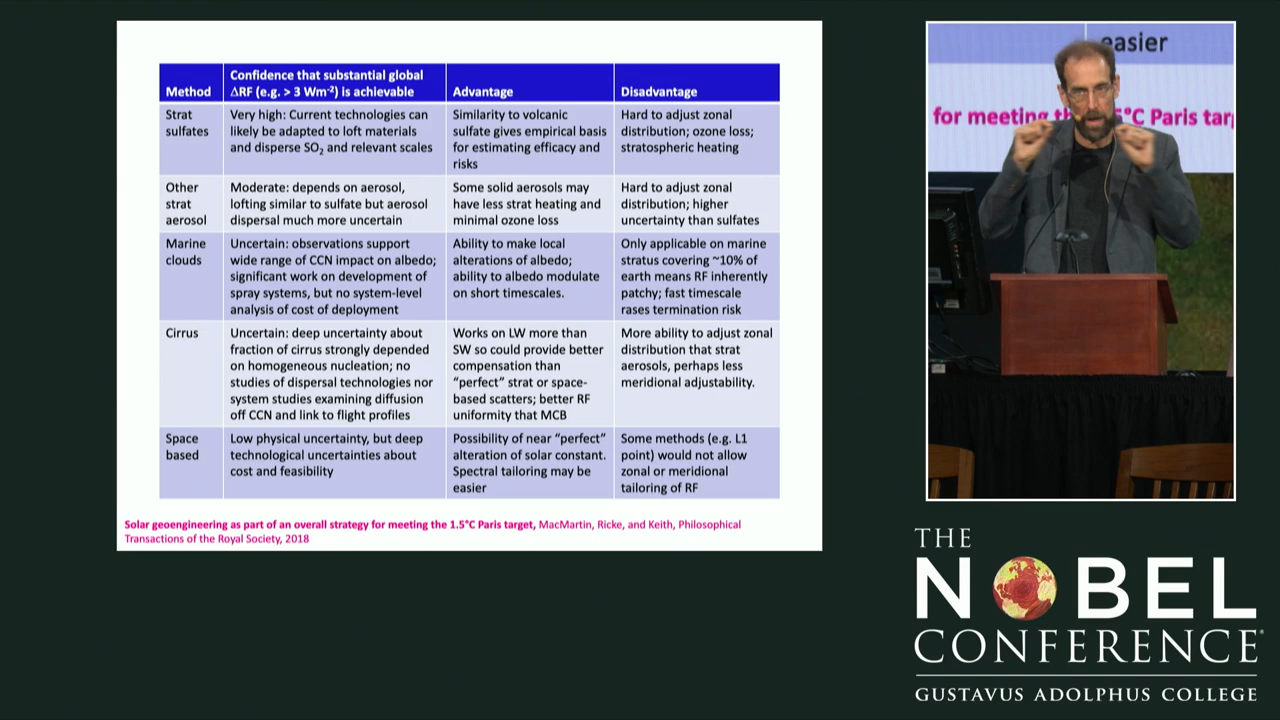 Method
Confidence that substantial global
ΔRF (e.g. > 3 Wm-2) is achievable
Advantage
Disadvantage
Strat
sulfates
Very high: Current technologies can
likely be adapted to loft materials
and disperse SO2 and relevant scales
Similarity to volcanic
sulfate gives empirical basis
for estimating efficacy and
risks
Hard to adjust zonal
distribution; ozone loss;
stratospheric heating
Other
strat
aerosol
Moderate: depends on aerosol,
lofting similar to sulfate but aerosol
dispersal much more uncertain
Some solid aerosols may
have less strat heating and
minimal ozone loss
Hard to adjust zonal
distribution; higher
uncertainty than sulfates
Marine
clouds
Uncertain: observations support
wide range of CCN impact on albedo;
significant work on development of
spray systems, but no system-level
analysis of cost of deployment
Ability to make local
alterations of albedo;
ability to albedo modulate
on short timescales.
Only applicable on marine
stratus covering ~10% of
earth means RF inherently
patchy; fast timescale
rases termination risk
Cirrus
Uncertain: deep uncertainty about
fraction of cirrus strongly depended
on homogeneous nucleation; no
studies of dispersal technologies nor
system studies examining diffusion
off CCN and link to flight profiles
Works on LW more than
SW so could provide better
compensation than
“perfect” strat or space-
based scatters; better RF
uniformity that MCB
More ability to adjust zonal
distribution that strat
aerosols, perhaps less
meridional adjustability.
Space
based
Low physical uncertainty, but deep
technological uncertainties about
cost and feasibility
Possibility of near “perfect”
alteration of solar constant.
Spectral tailoring may be
easier
Some methods (e.g. L1
point) would not allow
zonal or meridional
tailoring of RF
Solar geoengineering as part of an overall strategy for meeting the 1.5°C Paris target, MacMartin, Ricke, and Keith, Philosophical
Transactions of the Royal Society, 2018
easier
for meeting th 5°C Paris tar
THE
NOBEL
CONFERENCE®
GUSTAVUS ADOLPHUS COLLEGE